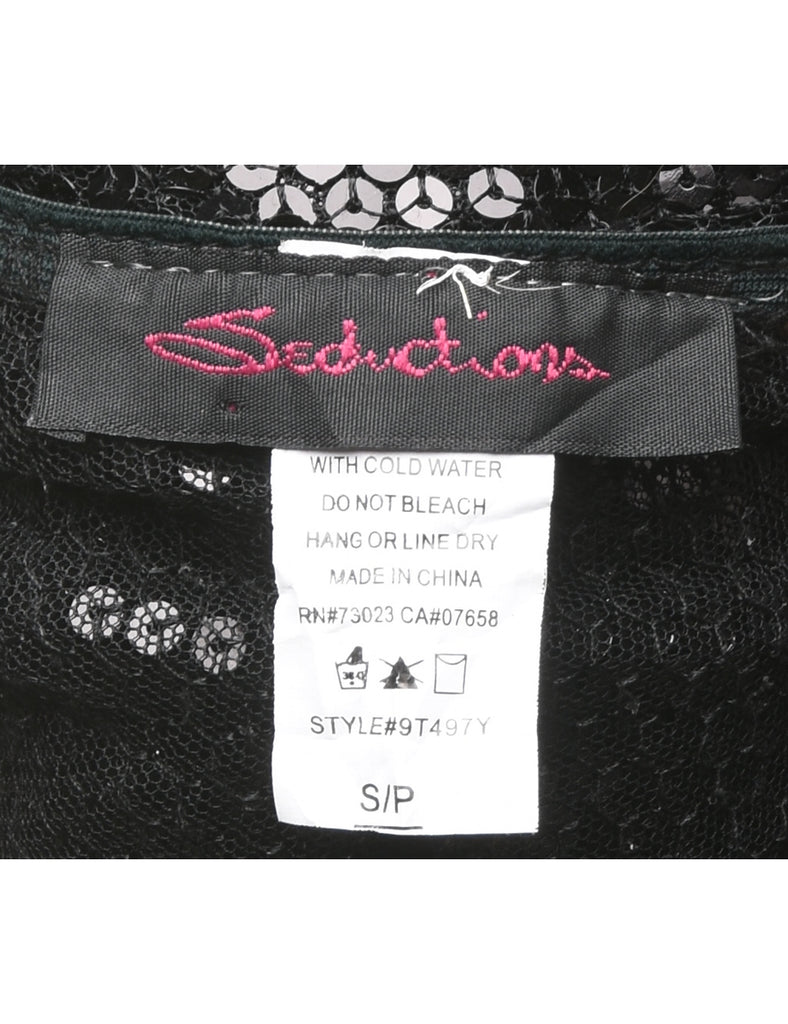 Seductions
WITH COLD WATER
DO NOT BLEACH
HANG OR LINE DRY
MADE IN CHINA
RN#73023 CA#07658
STYLE#9T497Y
S/P